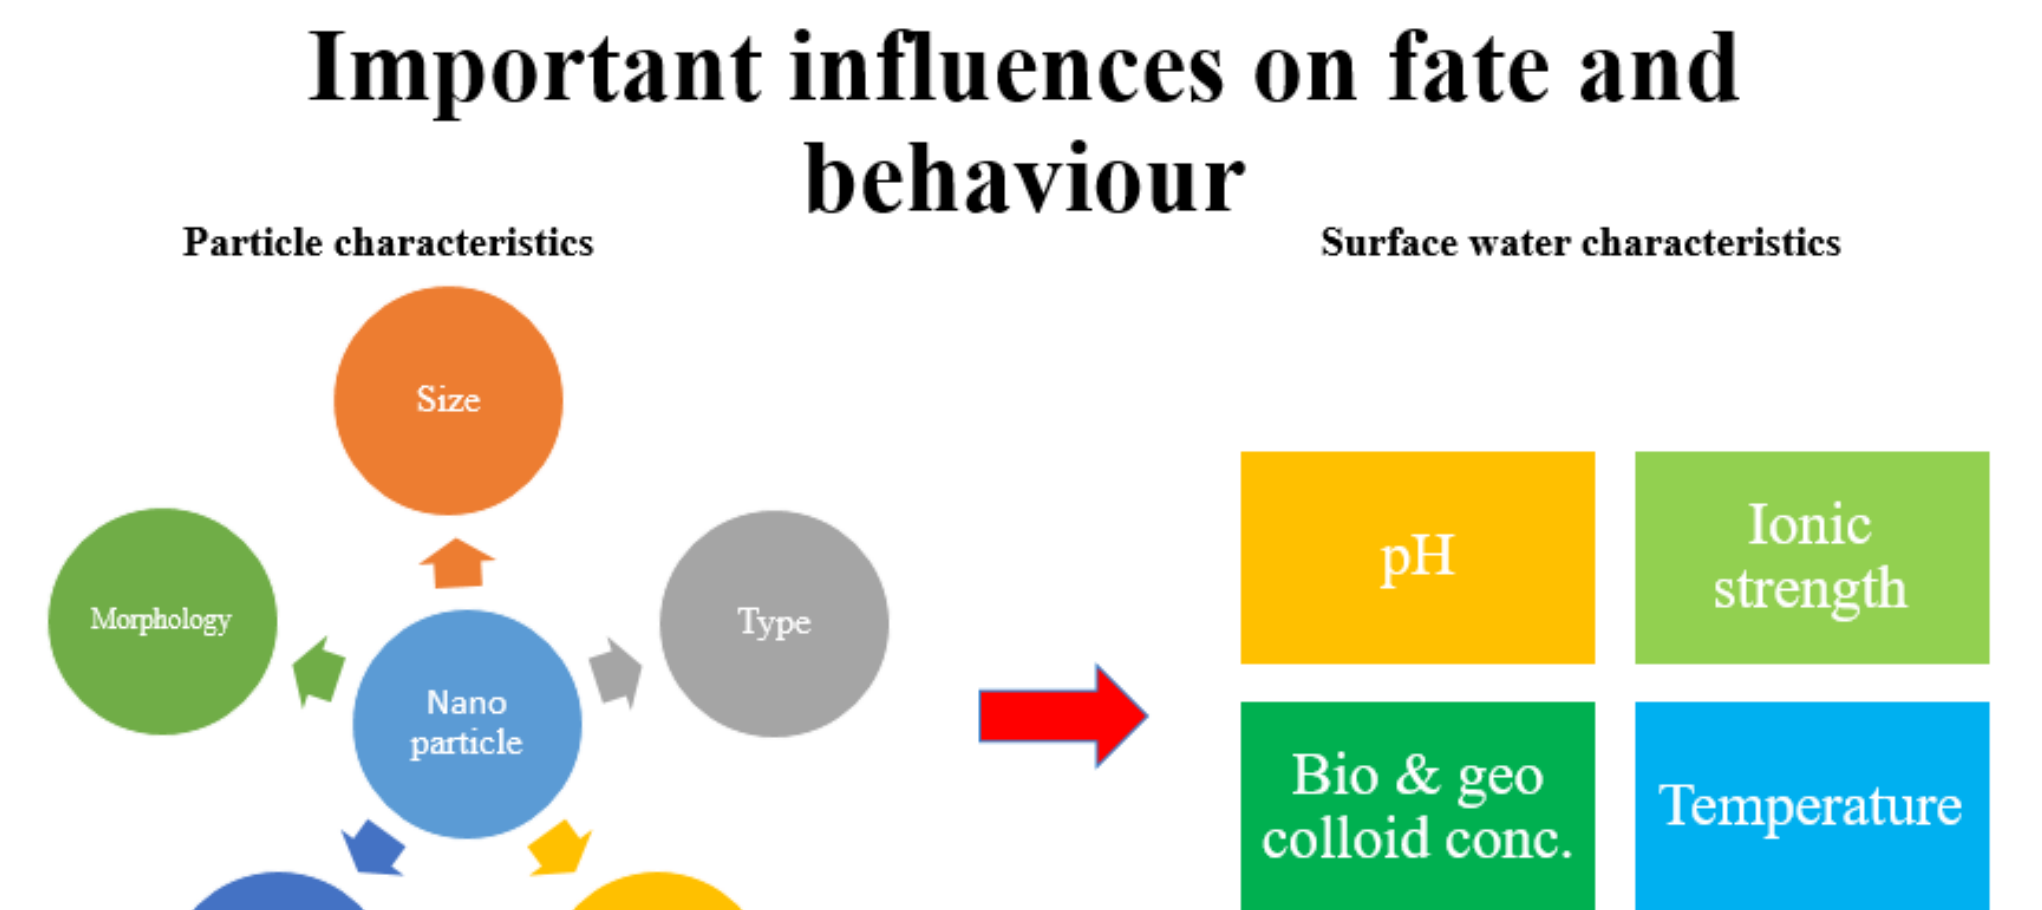 Important influences on fate and
behaviour
Particle characteristics
Surface water characteristics
Size
Morphology
Type
Nano
particle
pH
Ionic
strength
Bio & geo
colloid conc.
Temperature